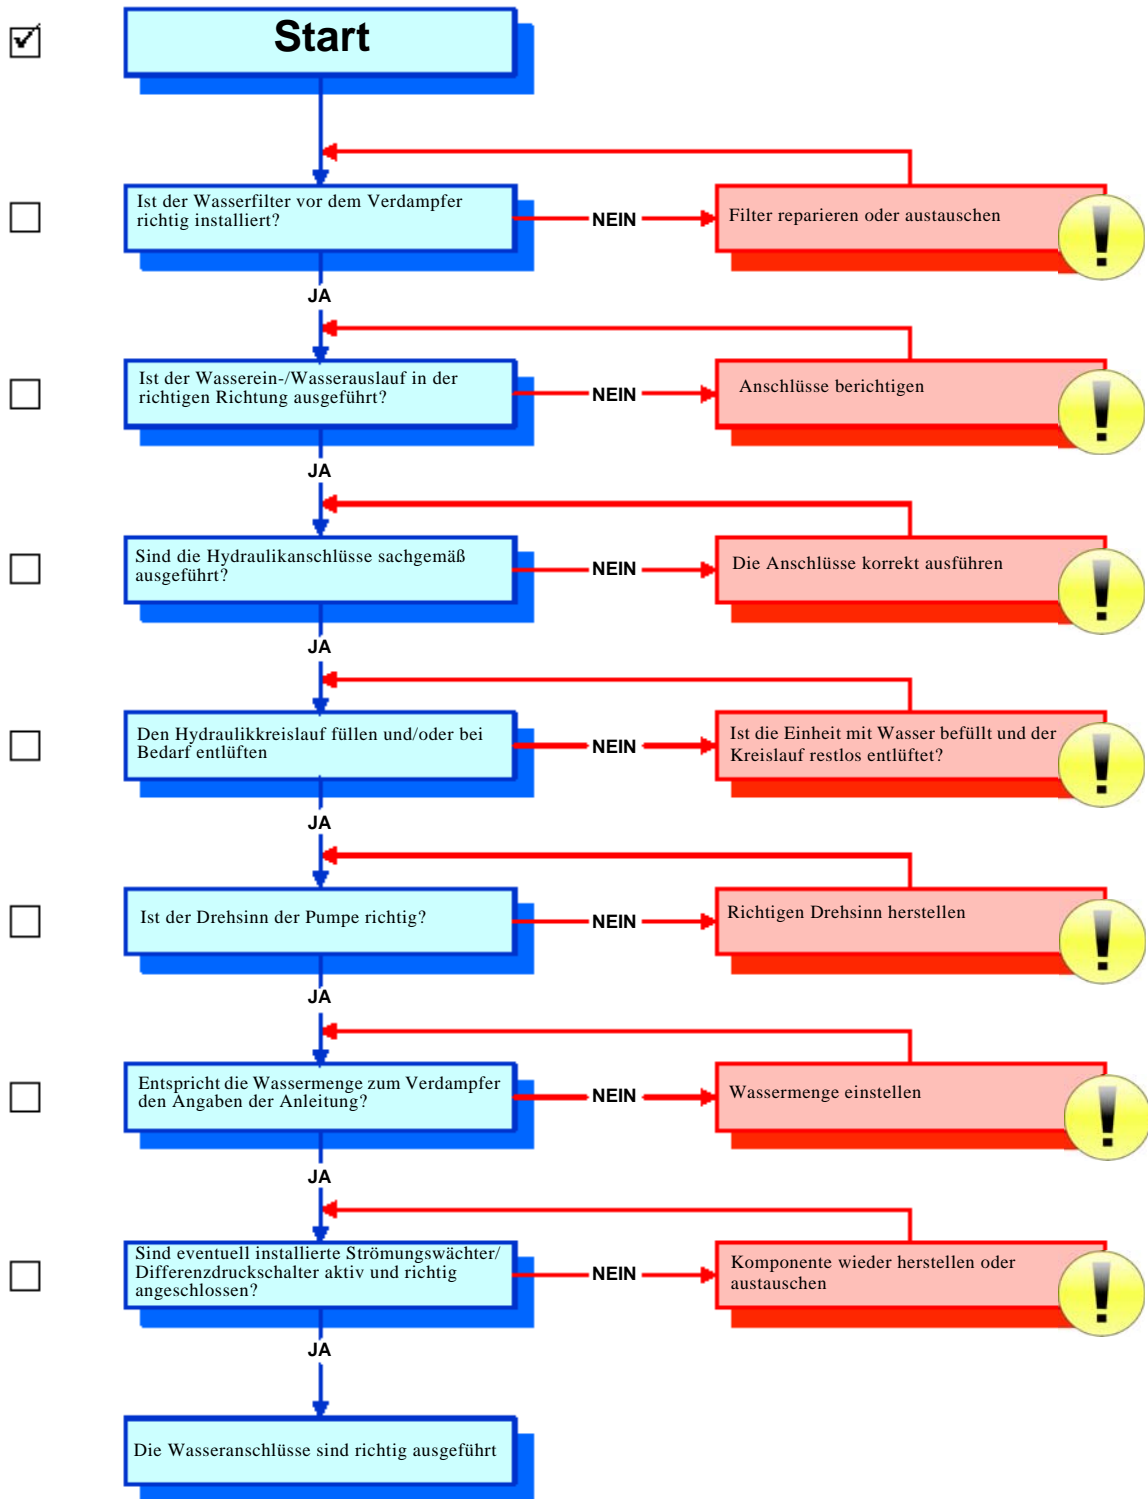 Start
Ist der Wasserfilter vor dem Verdampfer
richtig installiert?
NEIN
Filter reparieren oder austauschen
JA
Ist der Wasserein-/Wasserauslauf in der
richtigen Richtung ausgeführt?
NEIN
Anschlüsse berichtigen
JA
Sind die Hydraulikanschlüsse sachgemäß
ausgeführt?
NEIN
Die Anschlüsse korrekt ausführen
JA
Den Hydraulikkreislauf füllen und/oder bei
Bedarf entlüften
NEIN
Ist die Einheit mit Wasser befüllt und der
Kreislauf restlos entlüftet?
JA
Ist der Drehsinn der Pumpe richtig?
NEIN
Richtigen Drehsinn herstellen
JA
Entspricht die Wassermenge zum Verdampfer
den Angaben der Anleitung?
NEIN
Wassermenge einstellen
JA
Sind eventuell installierte Strömungswächter/
Differenzdruckschalter aktiv und richtig
angeschlossen?
NEIN
Komponente wieder herstellen oder
austauschen
JA
Die Wasseranschlüsse sind richtig ausgeführt